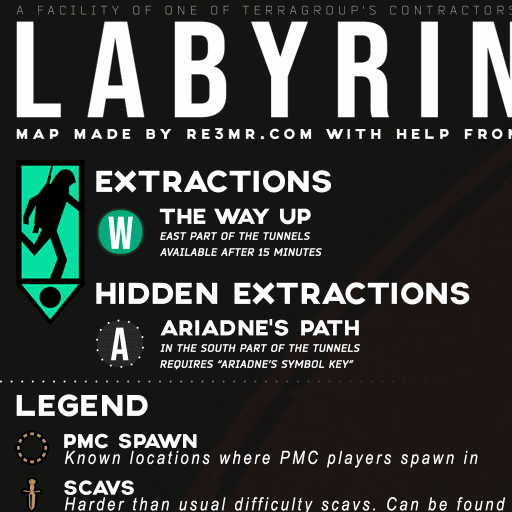 A FACILITY OF ONE OF TERRAGROUP'S CONTRACTORS
LABYRIN
MAP MADE BY RE3MR.COM WITH HELP FROM
EXTRACTIONS
W
THE WAY UP
EAST PART OF THE TUNNELS
AVAILABLE AFTER 15 MINUTES
HIDDEN EXTRACTIONS
A
ARIADNE'S PATH
IN THE SOUTH PART OF THE TUNNELS
REQUIRES "ARIADNE'S SYMBOL KEY"
LEGEND
PMC SPAWN
Known locations where PMC players spawn in
SCAVS
Harder than usual difficulty scavs. Can be found